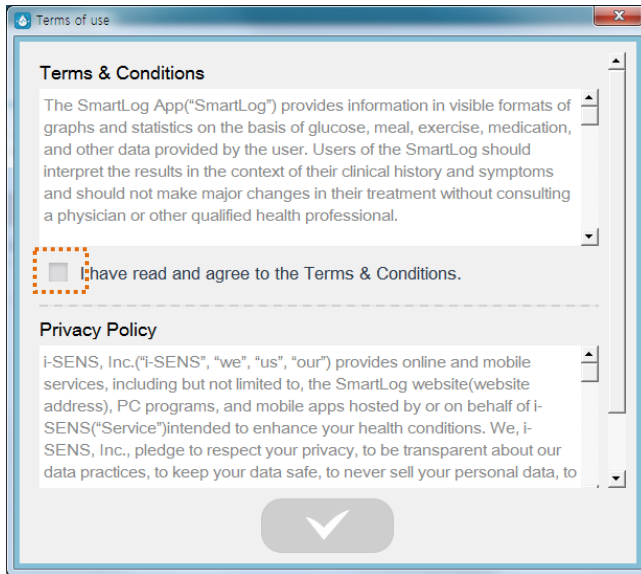 Terms of use
Terms & Conditions
The SmartLog App(“SmartLog”) provides information in visible formats of
graphs and statistics on the basis of glucose, meal, exercise, medication,
and other data provided by the user. Users of the SmartLog should
interpret the results in the context of their clinical history and symptoms
and should not make major changes in their treatment without consulting
a physician or other qualified health professional.
I have read and agree to the Terms & Conditions.
Privacy Policy
i-SENS, Inc.(“i-SENS”, “we”, “us”, “our”) provides online and mobile
services, including but not limited to, the SmartLog website(website
address), PC programs, and mobile apps hosted by or on behalf of i-
SENS(“Service”)intended to enhance your health conditions. We, i-
SENS, Inc., pledge to respect your privacy, to be transparent about our
data practices, to keep your data safe, to never sell your personal data, to